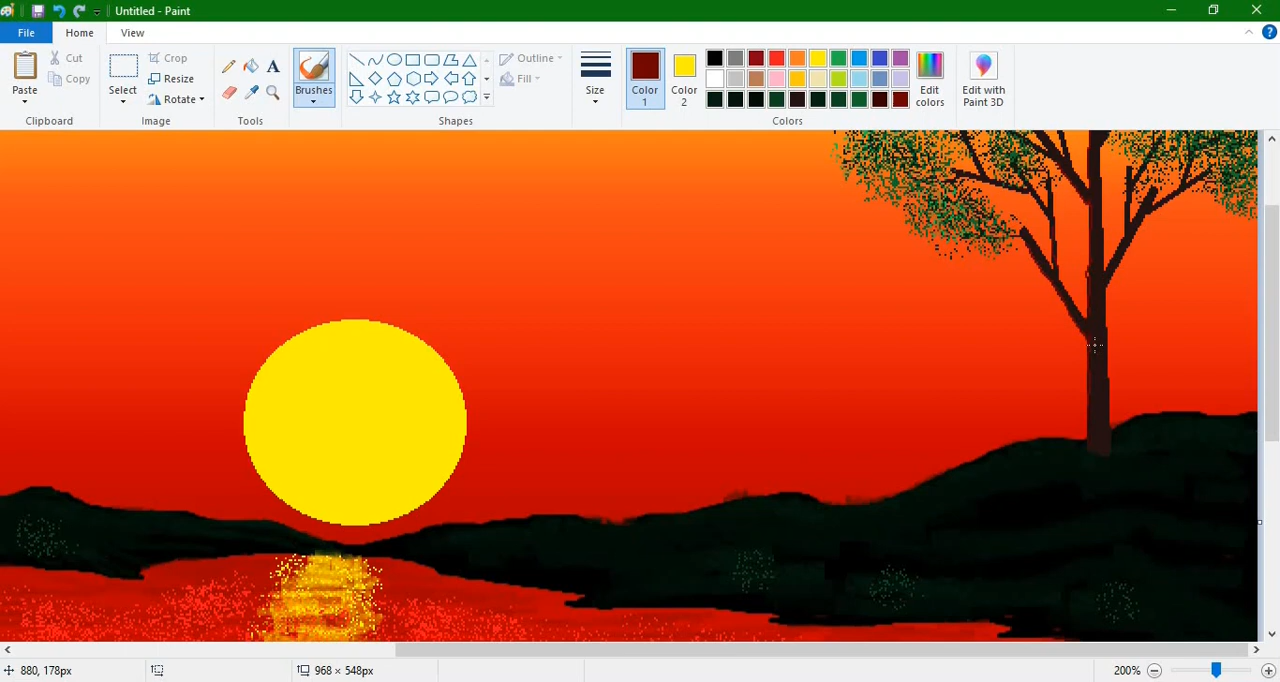 Untitled - Paint
File Home View
Paste
Cut
Copy
Clipboard
Select
Crop
Resize
Rotate
Image
A
Tools
Brushes
Outline
Fill
Shapes
Size
Color 1
Color 2
Edit colors
Colors
Edit with Paint 3D
880, 178px
968 × 548px
200%